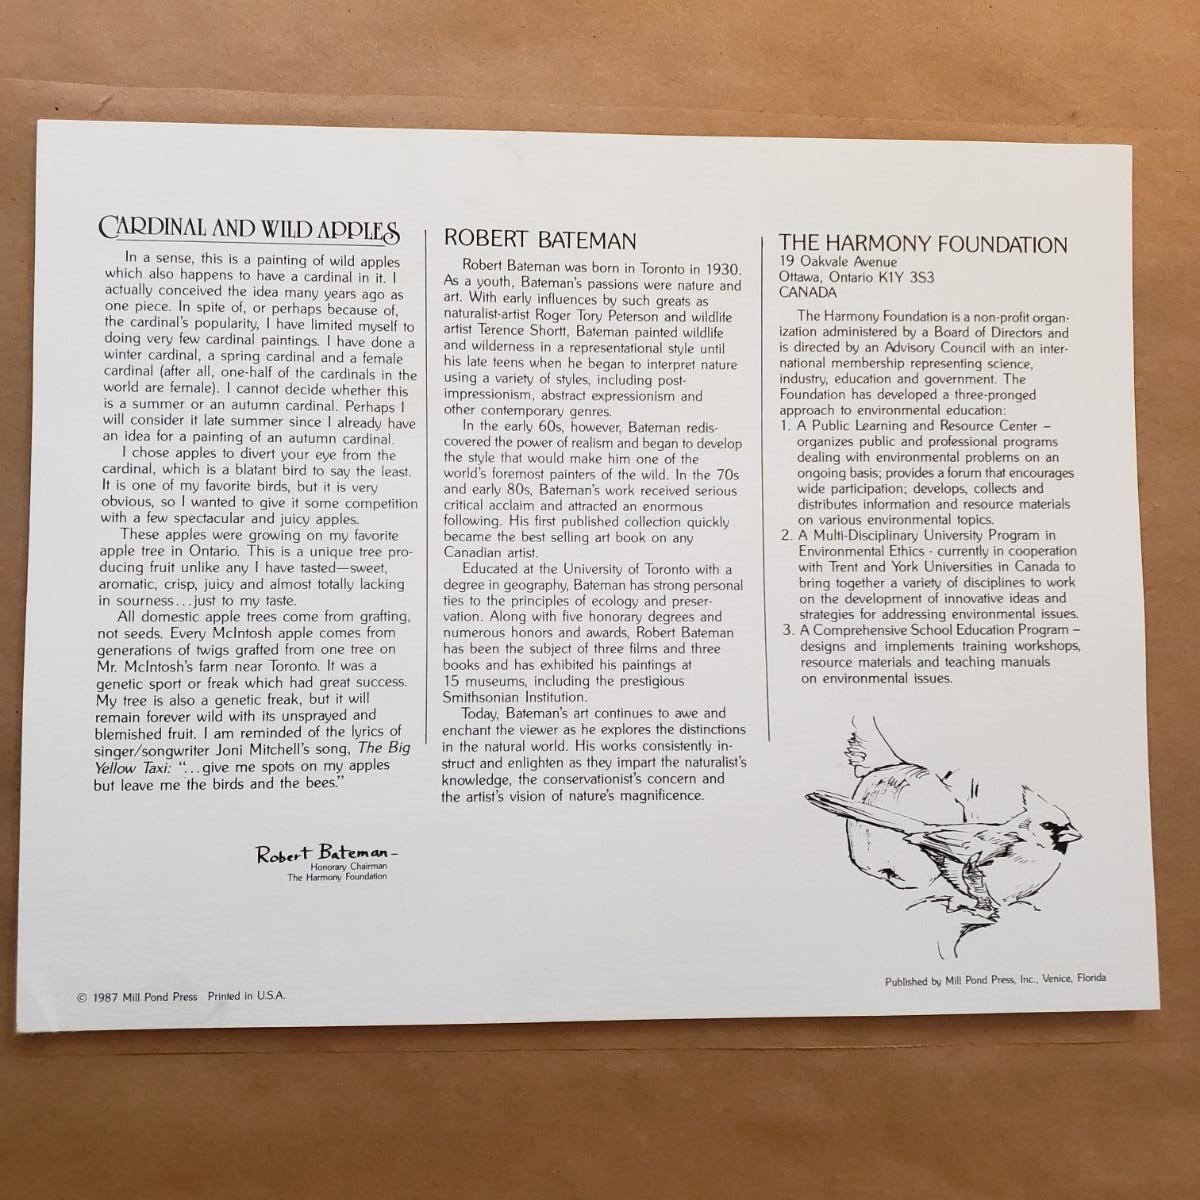 CARDINAL AND WILD APPLES
In a sense, this is a painting of wild apples
which also happens to have a cardinal in it. I
actually conceived the idea many years ago as
one piece. In spite of, or perhaps because of,
the cardinal's popularity, I have limited myself to
doing very few cardinal paintings. I have done a
winter cardinal, a spring cardinal and a female
cardinal (after all, one-half of the cardinals in the
world are female). I cannot decide whether this
is a summer or an autumn cardinal. Perhaps I
will consider it late summer since I already have
an idea for a painting of an autumn cardinal.
I chose apples to divert your eye from the
cardinal, which is a blatant bird to say the least.
It is one of my favorite birds, but it is very
obvious, so I wanted to give it some competition
with a few spectacular and juicy apples.
These apples were growing on my favorite
apple tree in Ontario. This is a unique tree pro-
ducing fruit unlike any I have tasted—sweet,
aromatic, crisp, juicy and almost totally lacking
in sourness...just to my taste.
All domestic apple trees come from grafting,
not seeds. Every McIntosh apple comes from
generations of twigs grafted from one tree on
Mr. McIntosh's farm near Toronto. It was a
genetic sport or freak which had great success.
My tree is also a genetic freak, but it will
remain forever wild with its unsprayed and
blemished fruit. I am reminded of the lyrics of
singer/songwriter Joni Mitchell's song, The Big
Yellow Taxi: "...give me spots on my apples
but leave me the birds and the bees."
Robert Bateman–
Honorary Chairman
The Harmony Foundation
© 1987 Mill Pond Press Printed in U.S.A.
ROBERT BATEMAN
Robert Bateman was born in Toronto in 1930.
As a youth, Bateman's passions were nature and
art. With early influences by such greats as
naturalist-artist Roger Tory Peterson and wildlife
artist Terence Shortt, Bateman painted wildlife
and wilderness in a representational style until
his late teens when he began to interpret nature
using a variety of styles, including post-
impressionism, abstract expressionism and
other contemporary genres.
In the early 60s, however, Bateman redis-
covered the power of realism and began to develop
the style that would make him one of the
world's foremost painters of the wild. In the 70s
and early 80s, Bateman's work received serious
critical acclaim and attracted an enormous
following. His first published collection quickly
became the best selling art book on any
Canadian artist.
Educated at the University of Toronto with a
degree in geography, Bateman has strong personal
ties to the principles of ecology and preser-
vation. Along with five honorary degrees and
numerous honors and awards, Robert Bateman
has been the subject of three films and three
books and has exhibited his paintings at
15 museums, including the prestigious
Smithsonian Institution.
Today, Bateman's art continues to awe and
enchant the viewer as he explores the distinctions
in the natural world. His works consistently in-
struct and enlighten as they impart the naturalist's
knowledge, the conservationist's concern and
the artist's vision of nature's magnificence.
THE HARMONY FOUNDATION
19 Oakvale Avenue
Ottawa, Ontario K1Y 3S3
CANADA
The Harmony Foundation is a non-profit organ-
ization administered by a Board of Directors and
is directed by an Advisory Council with an inter-
national membership representing science,
industry, education and government. The
Foundation has developed a three-pronged
approach to environmental education:
1. A Public Learning and Resource Center –
organizes public and professional programs
dealing with environmental problems on an
ongoing basis; provides a forum that encourages
wide participation; develops, collects and
distributes information and resource materials
on various environmental topics.
2. A Multi-Disciplinary University Program in
Environmental Ethics - currently in cooperation
with Trent and York Universities in Canada to
bring together a variety of disciplines to work
on the development of innovative ideas and
strategies for addressing environmental issues.
3. A Comprehensive School Education Program –
designs and implements training workshops,
resource materials and teaching manuals
on environmental issues.
Published by Mill Pond Press, Inc., Venice, Florida